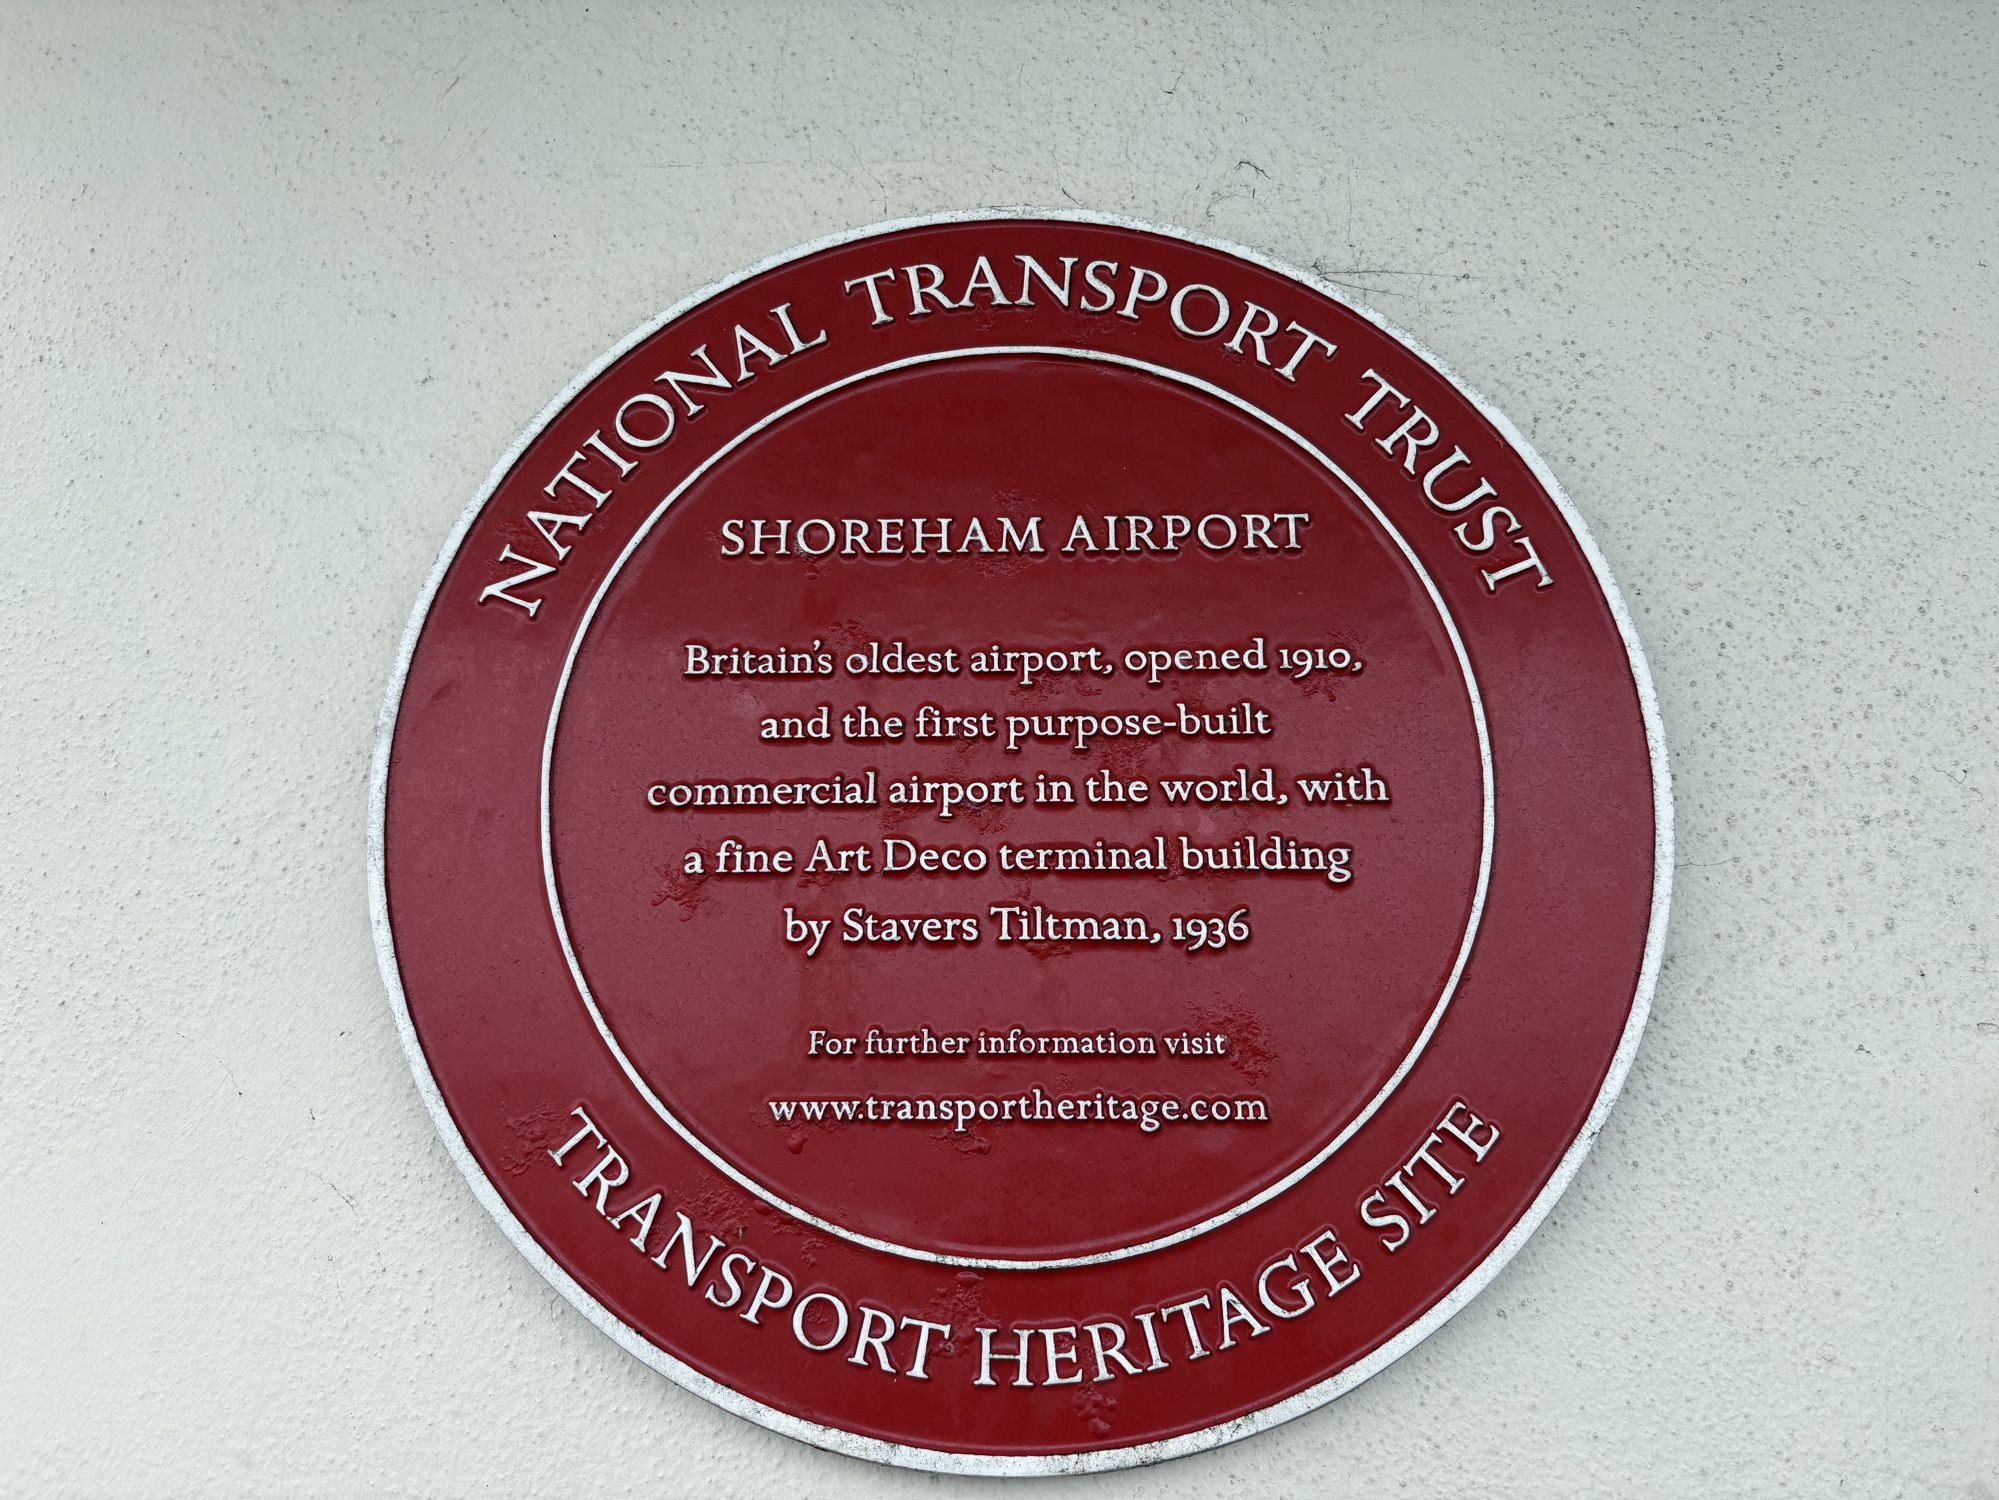 NATIONAL TRANSPORT TRUST
SHOREHAM AIRPORT
Britain's oldest airport, opened 1910,
and the first purpose-built
commercial airport in the world, with
a fine Art Deco terminal building
by Stavers Tiltman, 1936
For further information visit
www.transportheritage.com
TRANSPORT HERITAGE SITE